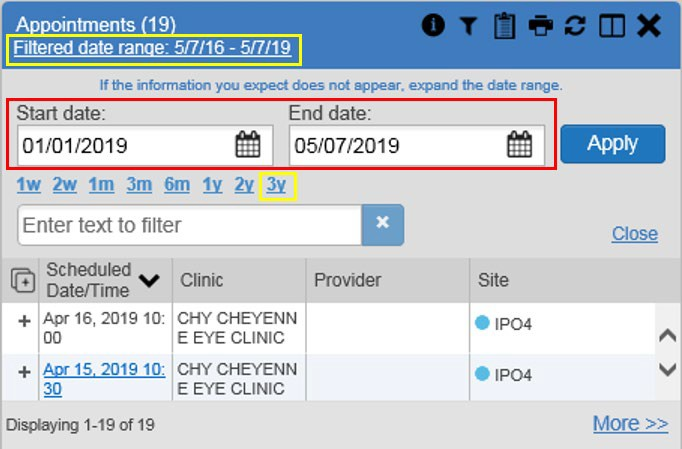 Appointments (19)
Filtered date range: 5/7/16 - 5/7/19
If the information you expect does not appear, expand the date range.
Start date: End date:
01/01/2019 05/07/2019 Apply
1w 2w 1m 3m 6m 1y 2y 3y
Enter text to filter
Close
Scheduled
Date/Time Clinic Provider Site
Apr 16, 2019 10: CHY CHEYENN IPO4
00 E EYE CLINIC
Apr 15, 2019 10: CHY CHEYENN IPO4
30 E EYE CLINIC
Displaying 1-19 of 19 More >>